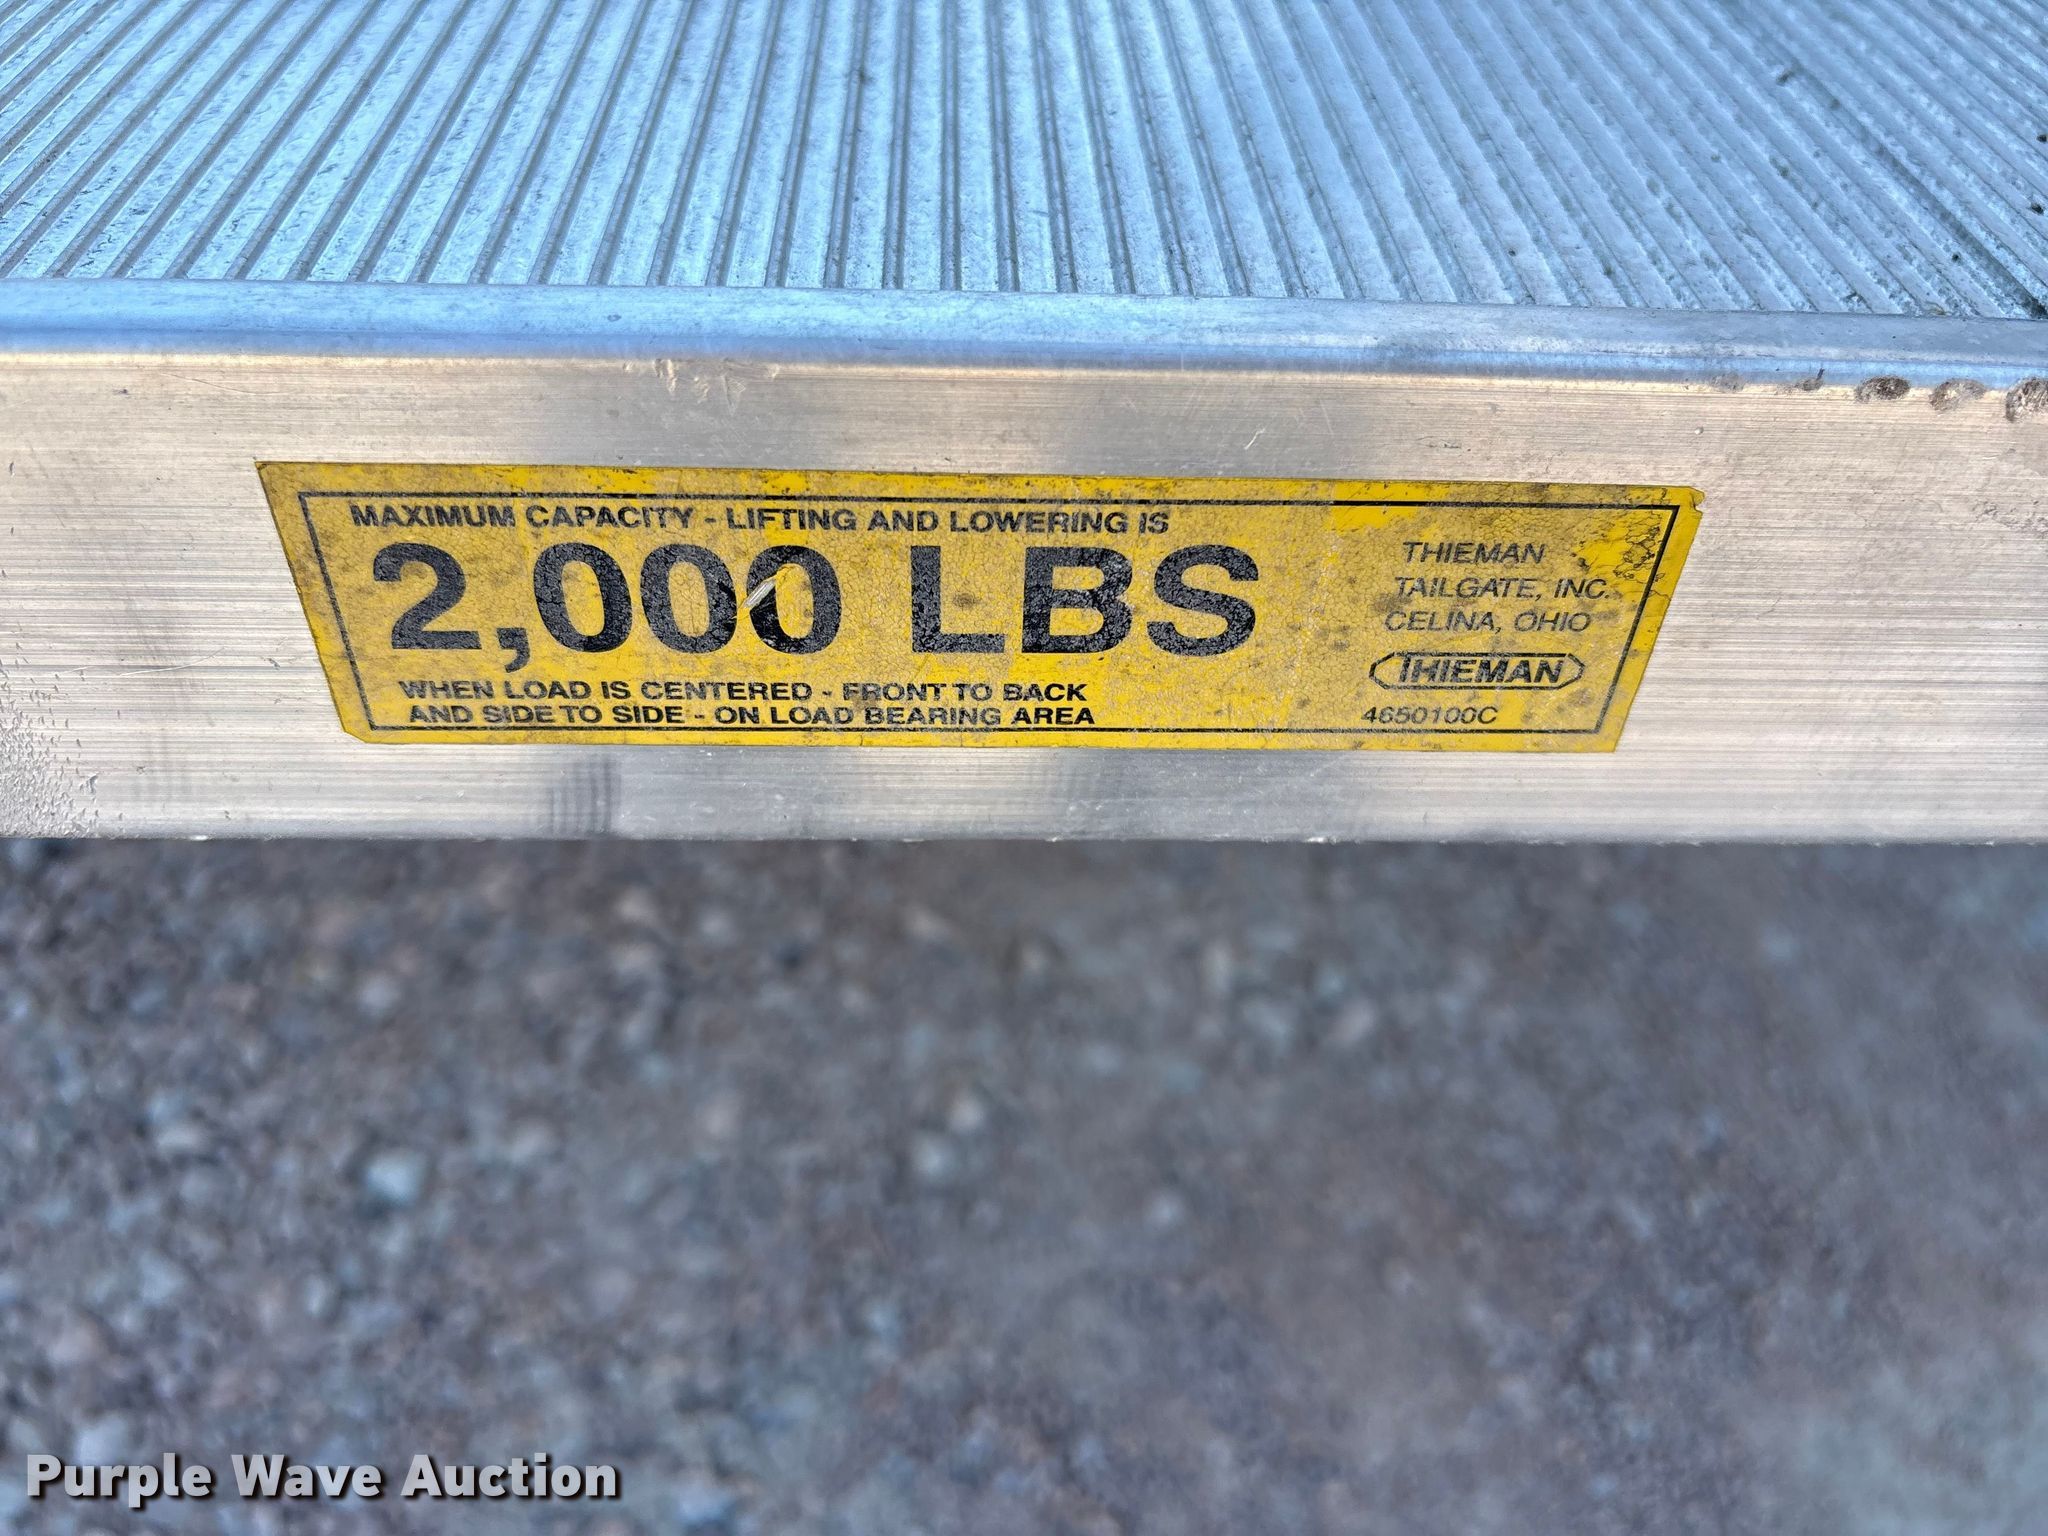 MAXIMUM CAPACITY - LIFTING AND LOWERING IS
2,000 LBS
WHEN LOAD IS CENTERED - FRONT TO BACK
AND SIDE TO SIDE - ON LOAD BEARING AREA
THIEMAN
TAILGATE, INC.
CELINA, OHIO
THIEMAN
4650100C
Purple Wave Auction